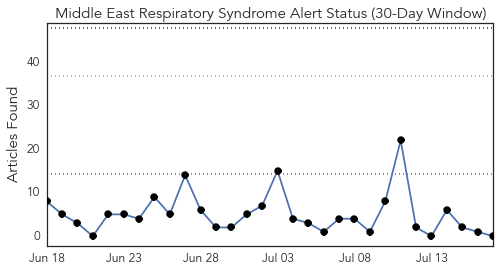 Middle East Respiratory Syndrome Alert Status (30-Day Window)
Articles Found
40
30
20
10
0
Jun 18
Jun 23
Jun 28
Jul 03
Jul 08
Jul 13